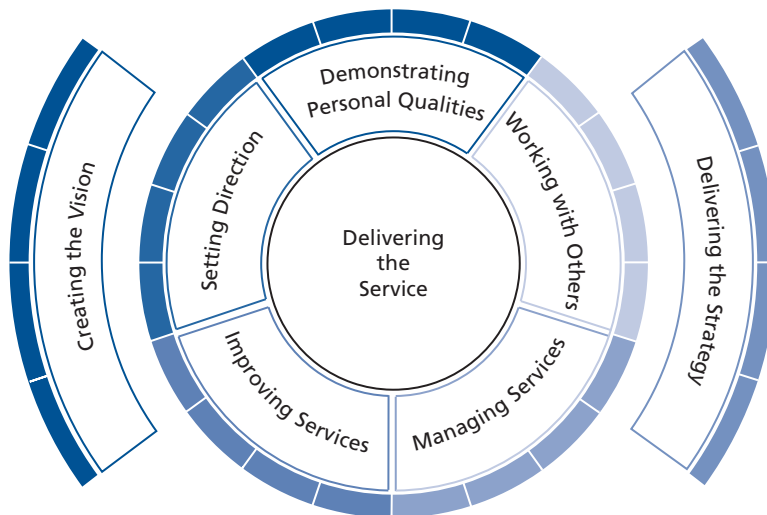 Demonstrating
Personal Qualities
Working with Others
Managing Services
Improving Services
Setting Direction
Delivering
the
Service
Creating the Vision
Delivering the Strategy